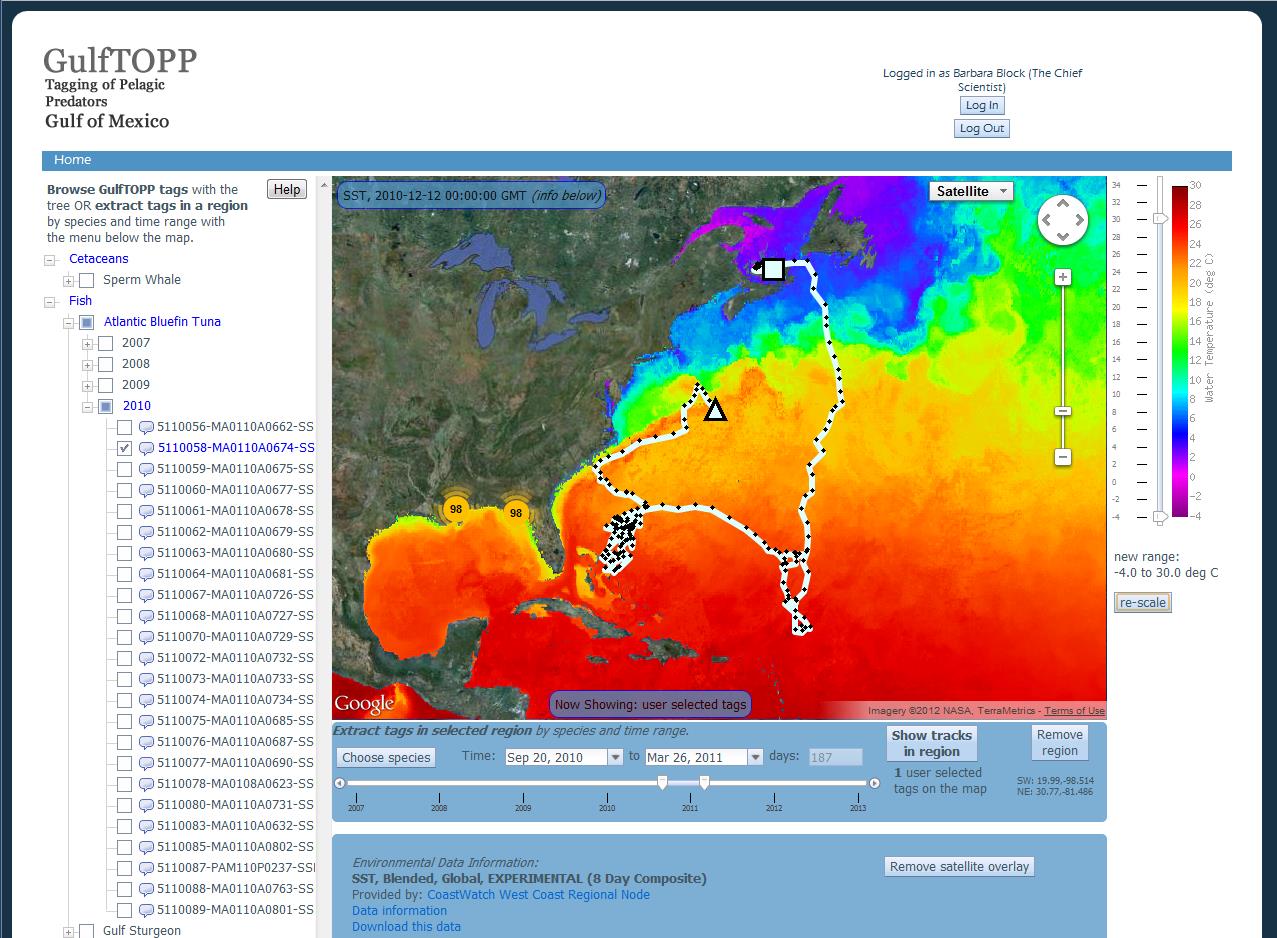 GulfTOPP
Tagging of Pelagic
Predators
Gulf of Mexico
Logged in as Barbara Block (The Chief
Scientist)
Log In
Log Out
Home
Browse GulfTOPP tags with the
tree OR extract tags in a region
by species and time range with
the menu below the map.
Help
Cetaceans
Sperm Whale
Fish
Atlantic Bluefin Tuna
2007
2008
2009
2010
5110056-MA0110A0662-SS
5110058-MA0110A0674-SS
5110059-MA0110A0675-SS
5110060-MA0110A0677-SS
5110061-MA0110A0678-SS
5110062-MA0110A0679-SS
5110063-MA0110A0680-SS
5110064-MA0110A0681-SS
5110067-MA0110A0726-SS
5110068-MA0110A0727-SS
5110070-MA0110A0729-SS
5110072-MA0110A0732-SS
5110073-MA0110A0733-SS
5110074-MA0110A0734-SS
5110075-MA0110A0685-SS
5110076-MA0110A0687-SS
5110077-MA0110A0690-SS
5110078-MA0108A0623-SS
5110080-MA0110A0731-SS
5110083-MA0110A0632-SS
5110085-MA0110A0802-SS
5110087-PAM110P0237-SS
5110088-MA0110A0763-SS
5110089-MA0110A0801-SS
Gulf Sturgeon
SST, 2010-12-12 00:00:00 GMT (info below)
Satellite
98
98
Google
Now Showing: user selected tags
Imagery ©2012 NASA, TerraMetrics - Terms of Use
34
32
30
28
26
24
22
20
18
16
14
12
10
8
6
4
2
0
-2
-4
30
28
26
24
22
20
18
16
14
12
10
8
6
4
2
0
-2
-4
Water Temperature (deg C)
new range:
-4.0 to 30.0 deg C
re-scale
Extract tags in selected region by species and time range.
Choose species
Time: Sep 20, 2010 to Mar 26, 2011 days: 187
2007 2008 2009 2010 2011 2012 2013
Show tracks
in region
1 user selected
tags on the map
Remove
region
SW: 19.99,-98.514
NE: 30.77,-81.486
Environmental Data Information:
SST, Blended, Global, EXPERIMENTAL (8 Day Composite)
Provided by: CoastWatch West Coast Regional Node
Data information
Download this data
Remove satellite overlay